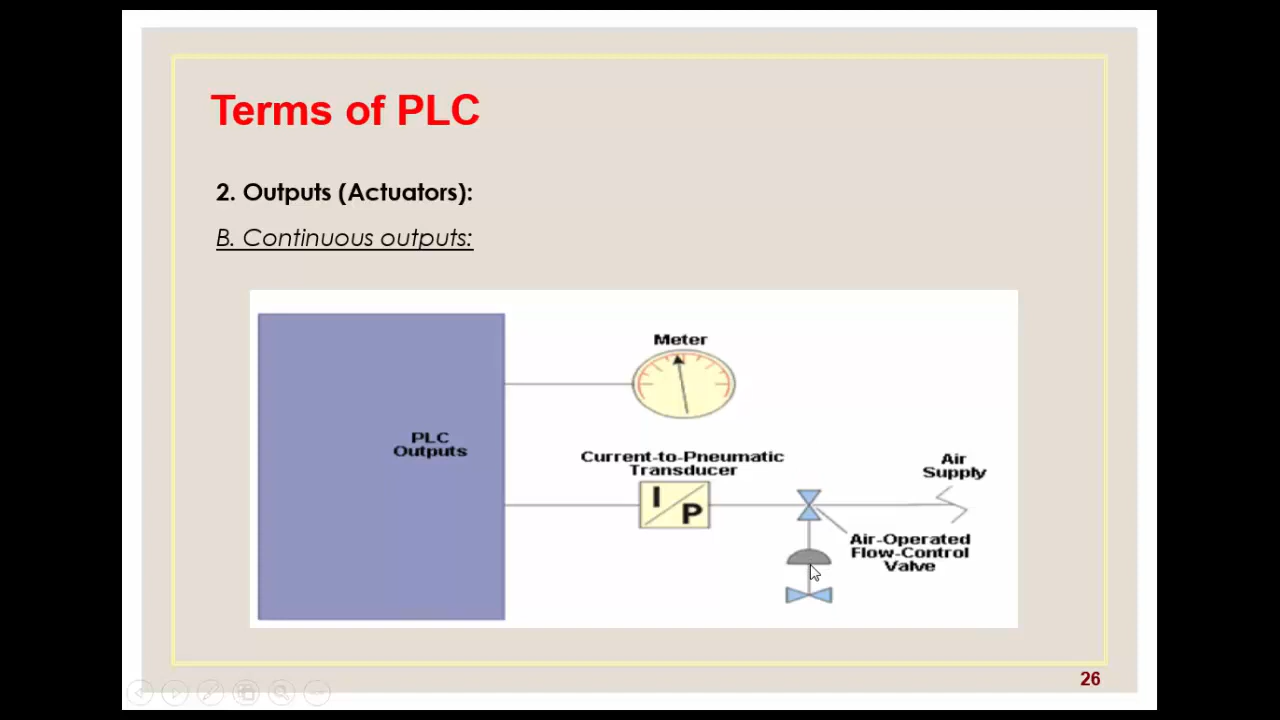 Terms of PLC
2. Outputs (Actuators):
B. Continuous outputs:
Meter
PLC
Outputs
Current-to-Pneumatic
Transducer
I
P
Air
Supply
Air-Operated
Flow-Control
Valve
26